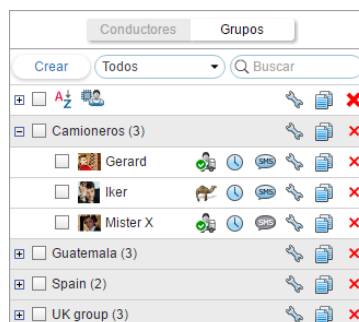 Conductores Grupos
Crear Todos Buscar
A Z
Camioneros (3)
Gerard SMS
Iker SMS
Mister X SMS
Guatemala (3)
Spain (2)
UK group (3)